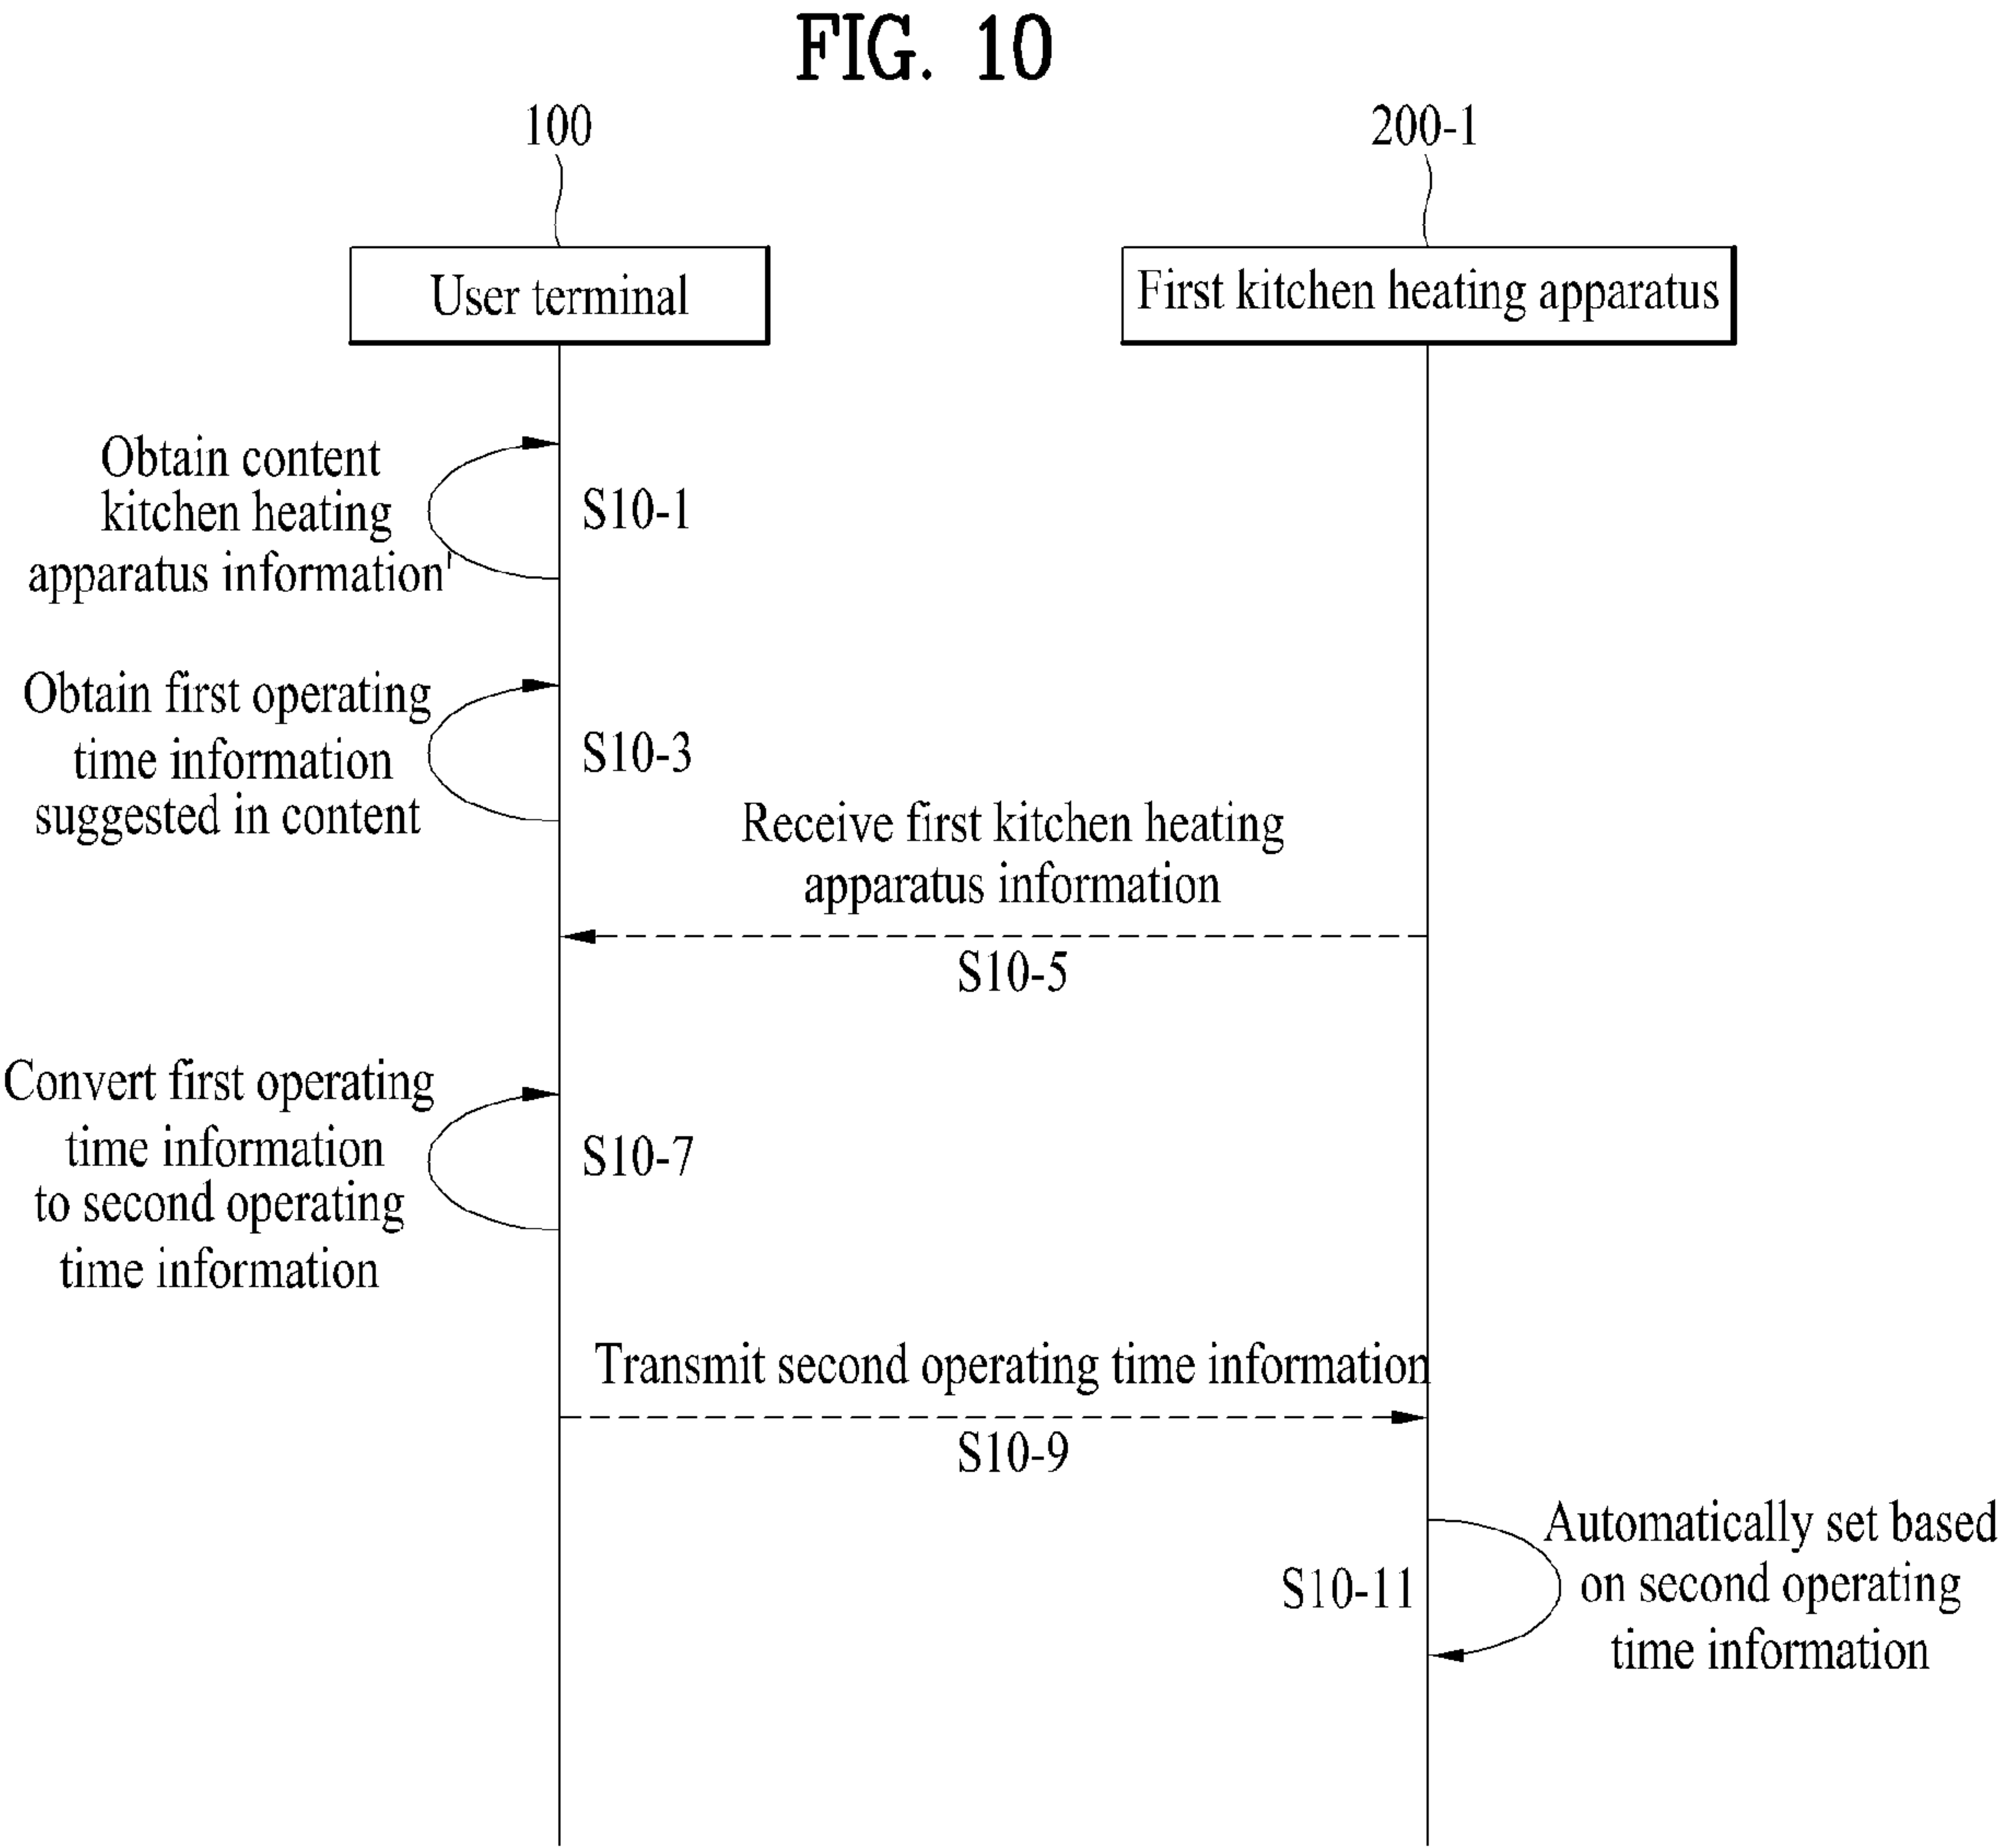 FIG. 10
100
200-1
User terminal
First kitchen heating apparatus
Obtain content
kitchen heating
apparatus information'
S10-1
Obtain first operating
time information
suggested in content
S10-3
Receive first kitchen heating
apparatus information
S10-5
Convert first operating
time information
to second operating
time information
S10-7
Transmit second operating time information
S10-9
Automatically set based
on second operating
time information
S10-11